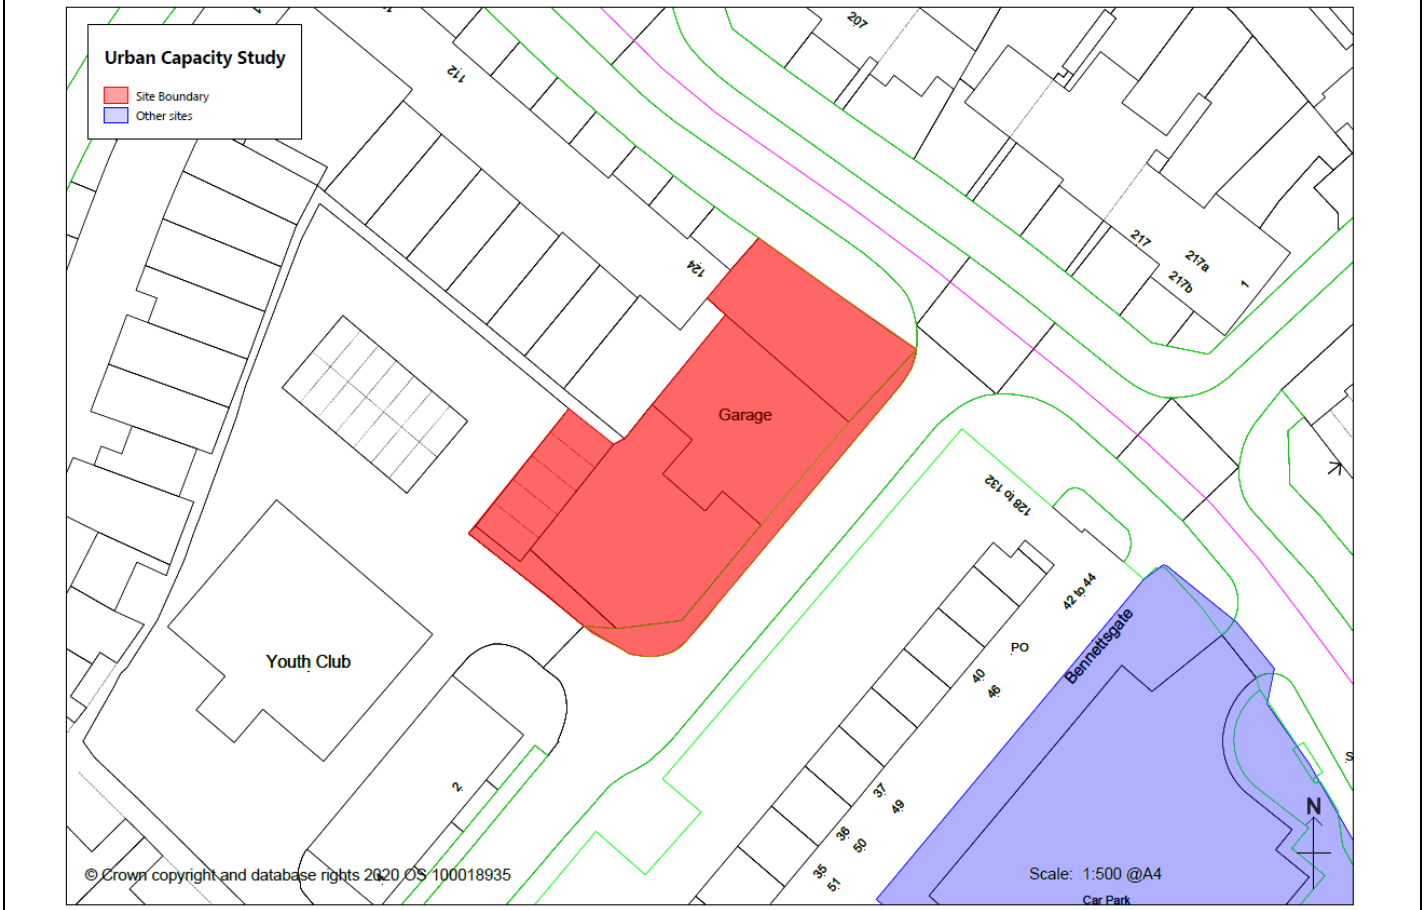 Urban Capacity Study
Site Boundary
Other sites
207
112
124
217
217a
217b
1
Garage
128 to 132
42 to 44
PO
Bennettsgate
40
46
Youth Club
2
37
49
36
50
35
51
S
N
© Crown copyright and database rights 2020 OS 100018935
Scale: 1:500 @A4
Car Park